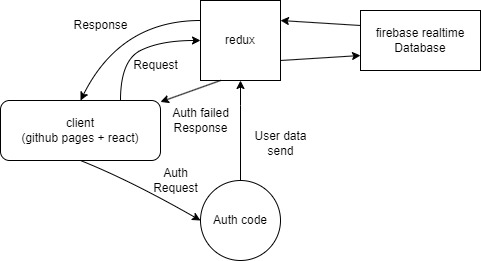 Response
redux
firebase realtime
Database
Request
client
(github pages + react)
Auth failed
Response
User data
send
Auth
Request
Auth code